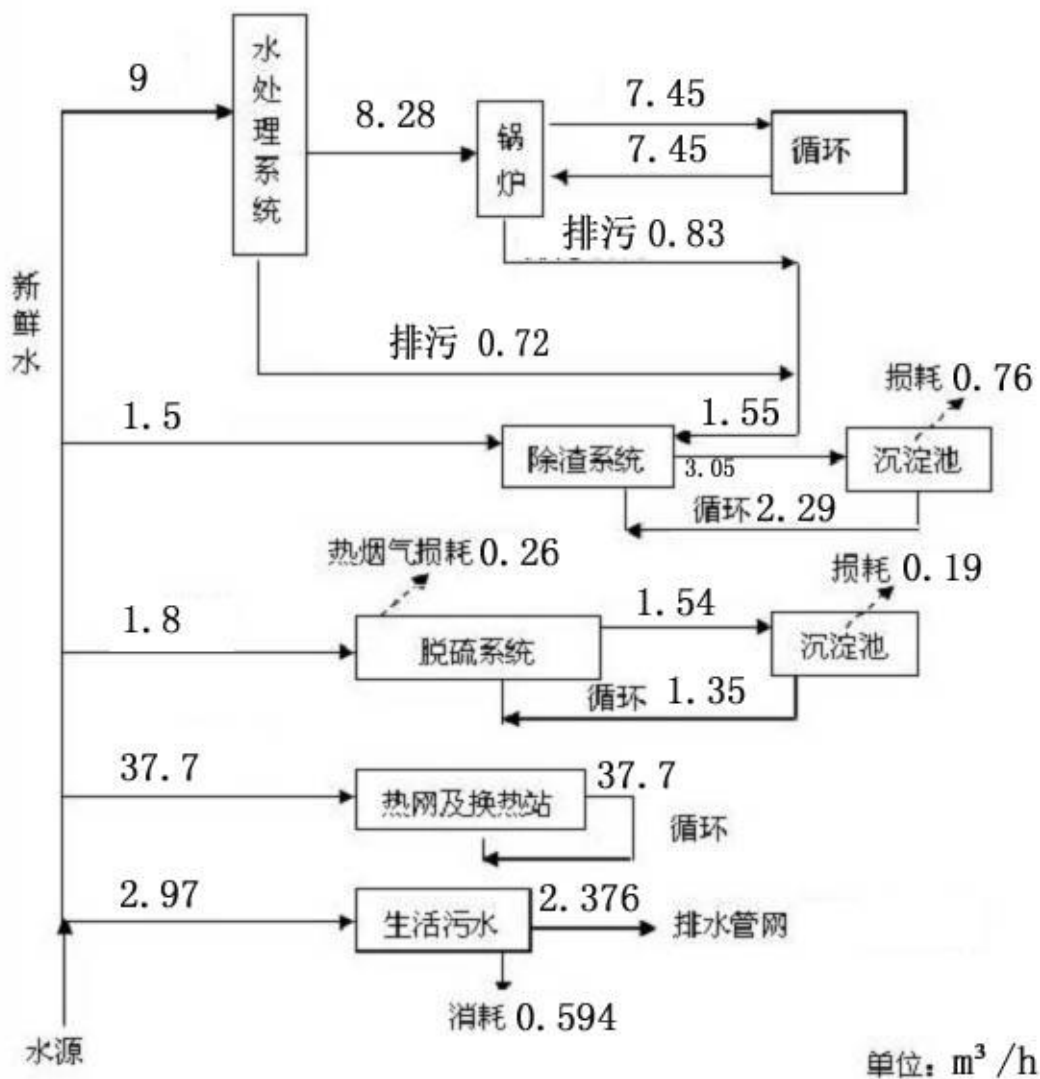 水处理系统
9
8.28
锅炉
7.45
7.45
循环
排污 0.83
新鲜水
排污 0.72
损耗 0.76
1.5
1.55
除渣系统
3.05
沉淀池
循环 2.29
热烟气损耗 0.26
损耗 0.19
1.8
1.54
脱硫系统
沉淀池
循环 1.35
37.7
37.7
热网及换热站
循环
2.97
2.376
生活污水
排水管网
消耗 0.594
水源
单位：m³/h